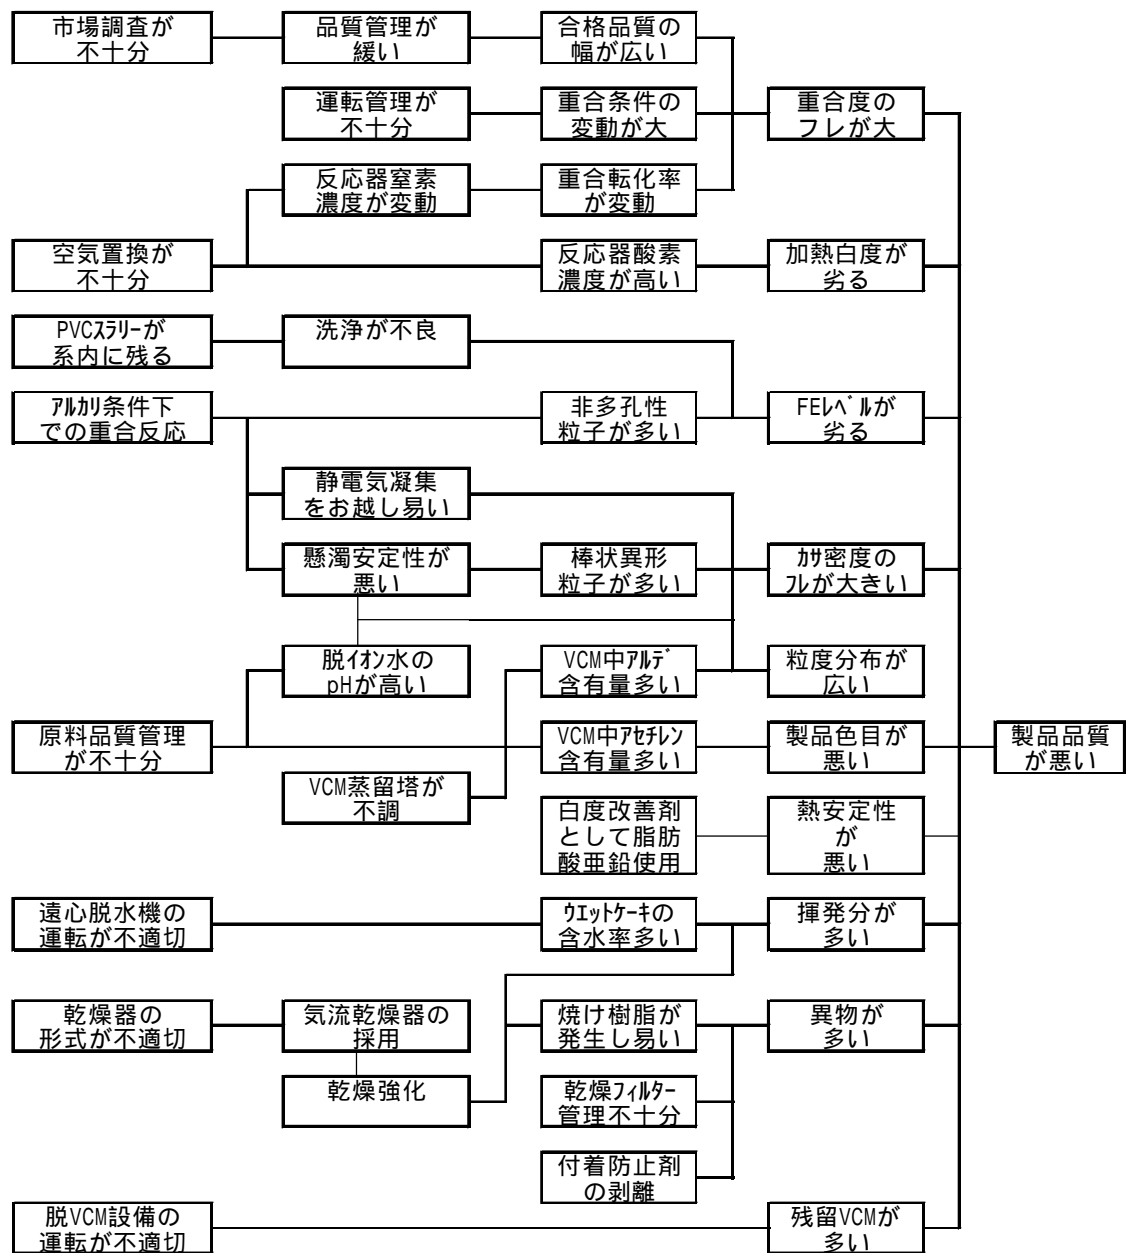 市場調査が
不十分
品質管理が
緩い
合格品質の
幅が広い
運転管理が
不十分
重合条件の
変動が大
重合度の
フレが大
反応器窒素
濃度が変動
重合転化率
が変動
空気置換が
不十分
反応器酸素
濃度が高い
加熱白度が
劣る
PVCｽﾗﾘｰが
系内に残る
洗浄が不良
ｱﾙｶﾘ条件下
での重合反応
非多孔性
粒子が多い
FEﾚﾍﾞﾙが
劣る
静電気凝集
をお越し易い
懸濁安定性が
悪い
棒状異形
粒子が多い
ｶｻ密度の
ﾌﾚが大きい
脱ｲｵﾝ水の
pHが高い
VCM中ｱﾙﾃﾞ
含有量多い
粒度分布が
広い
原料品質管理
が不十分
VCM中ｱｾﾁﾚﾝ
含有量多い
製品色目が
悪い
製品品質
が悪い
VCM蒸留塔が
不調
白度改善剤
として脂肪
酸亜鉛使用
熱安定性
が
悪い
遠心脱水機の
運転が不適切
ｳｴｯﾄｹｰｷの
含水率多い
揮発分が
多い
乾燥器の
形式が不適切
気流乾燥器の
採用
焼け樹脂が
発生し易い
異物が
多い
乾燥強化
乾燥ﾌｨﾙﾀｰ
管理不十分
付着防止剤
の剥離
脱VCM設備の
運転が不適切
残留VCMが
多い